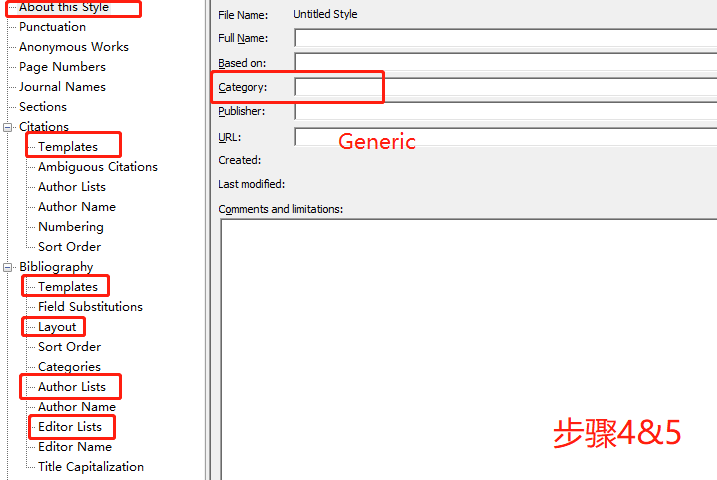 About this Style
Punctuation
Anonymous Works
Page Numbers
Journal Names
Sections
Citations
Templates
Ambiguous Citations
Author Lists
Author Name
Numbering
Sort Order
Bibliography
Templates
Field Substitutions
Layout
Sort Order
Categories
Author Lists
Author Name
Editor Lists
Editor Name
Title Capitalization
File Name: Untitled Style
Full Name:
Based on:
Category:
Publisher:
URL:
Generic
Created:
Last modified:
Comments and limitations:
步骤4&5